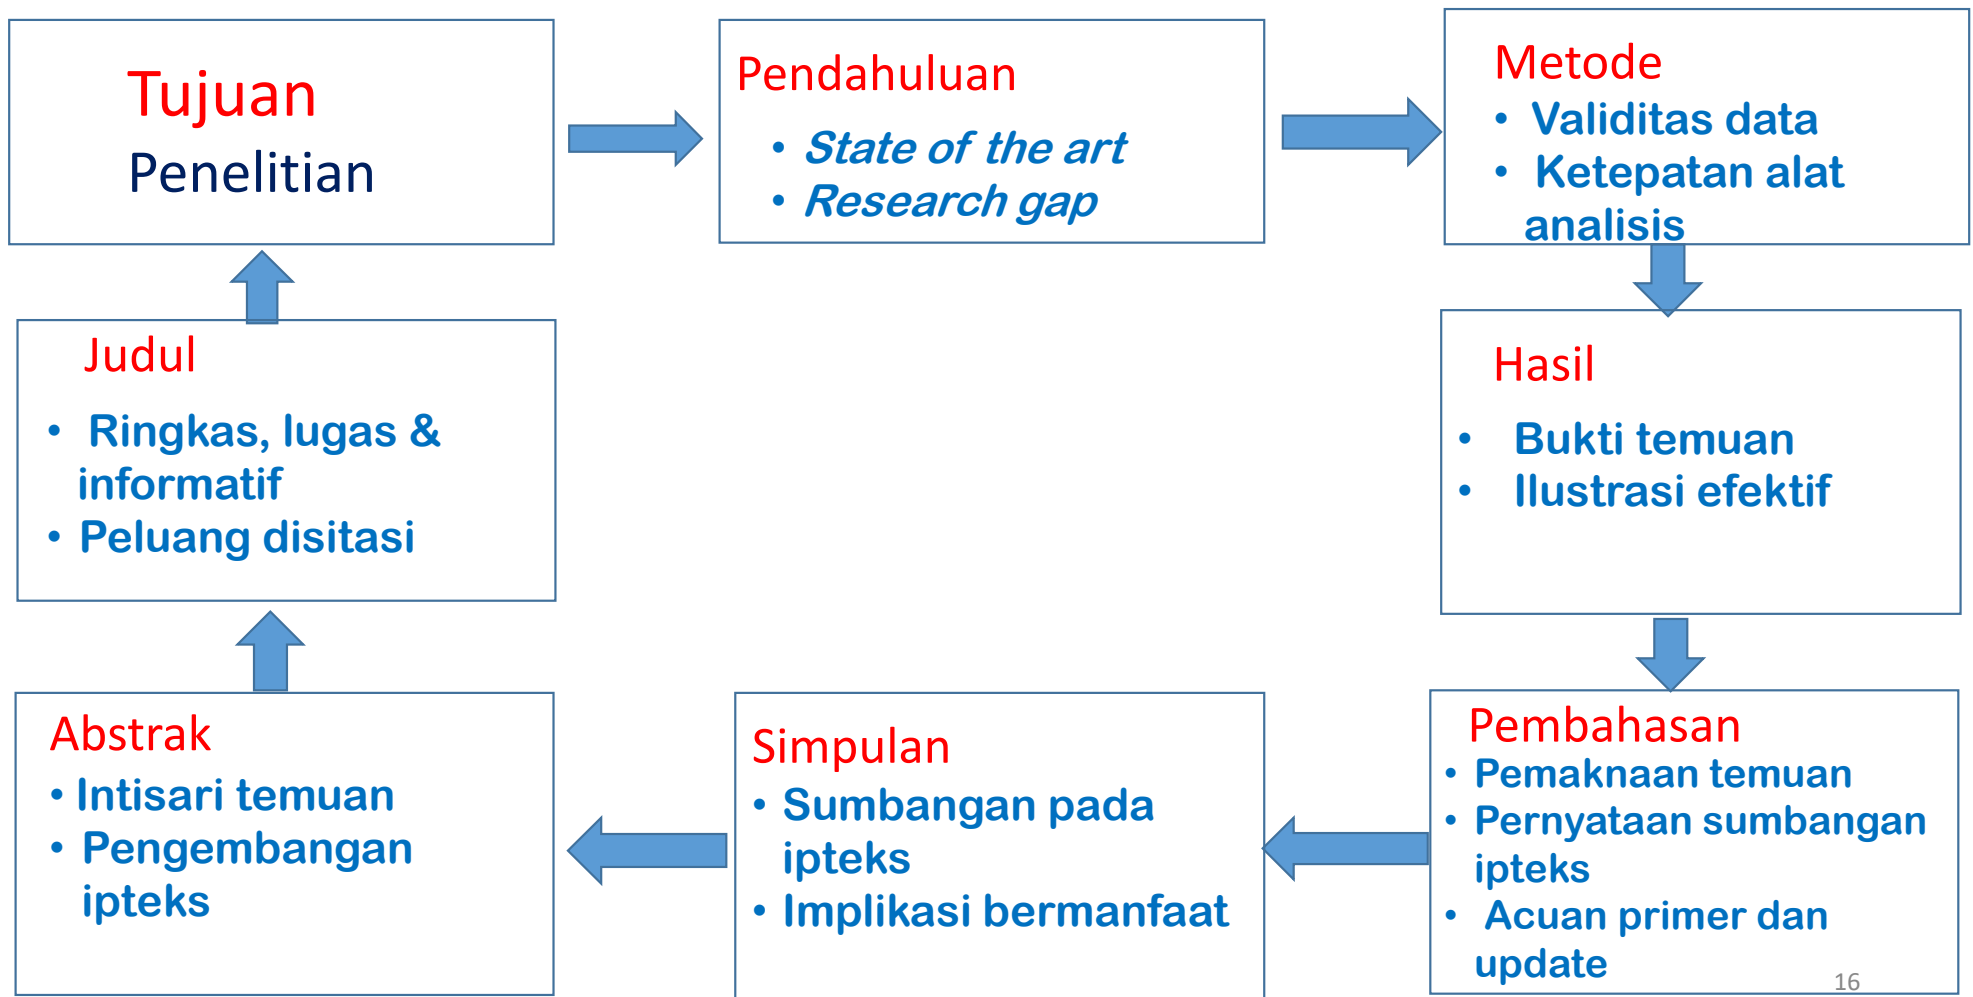 Tujuan
Penelitian
Pendahuluan
• State of the art
• Research gap
Metode
• Validitas data
• Ketepatan alat
analisis
Judul
• Ringkas, lugas &
informatif
• Peluang disitasi
Hasil
• Bukti temuan
• Ilustrasi efektif
Abstrak
• Intisari temuan
• Pengembangan
ipteks
Simpulan
• Sumbangan pada
ipteks
• Implikasi bermanfaat
Pembahasan
• Pemaknaan temuan
• Pernyataan sumbangan
ipteks
• Acuan primer dan
update
16